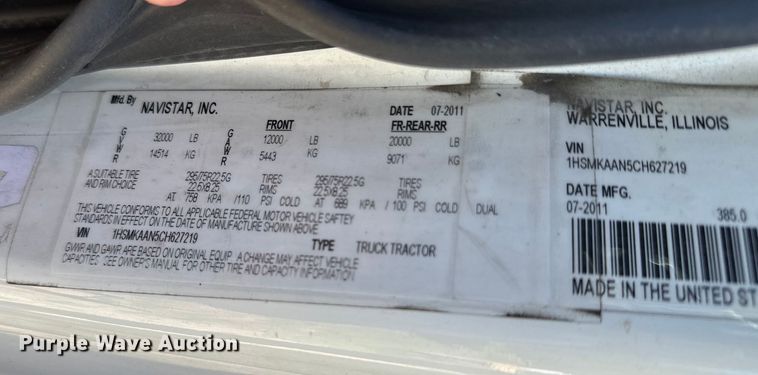 Mfd. By NAVISTAR, INC. DATE 07-2011
GVWR 32000 LB GAWR FRONT 12000 LB FR-REAR-RR 20000 LB
14514 KG 5443 KG 9071 KG
A SUITABLE TIRE 295/75R22.5G TIRES 295/75R22.5G TIRES
AND RIM CHOICE 22.5X8.25 RIMS 22.5X8.25 RIMS
AT 758 KPA /110 PSI COLD AT 689 KPA / 100 PSI COLD DUAL
THIS VEHICLE CONFORMS TO ALL APPLICABLE FEDERAL MOTOR VEHICLE SAFTEY
STANDARDS IN EFFECT ON THE DATE OF MANUFACTURE SHOWN ABOVE.
VIN 1HSMKAAN5CH627219 TYPE TRUCK TRACTOR
GVWR AND GAWR ARE BASED ON ORIGINAL EQUIP. A CHANGE MAY AFFECT VEHICLE
CAPACITIES. SEE OWNER'S MANUAL FOR OTHER TIRE AND CAPACITY INFORMATION
NAVISTAR, INC.
WARRENVILLE, ILLINOIS
VIN
1HSMKAAN5CH627219
DATE MFG.
07-2011 385.0
MADE IN THE UNITED ST
Purple Wave Auction